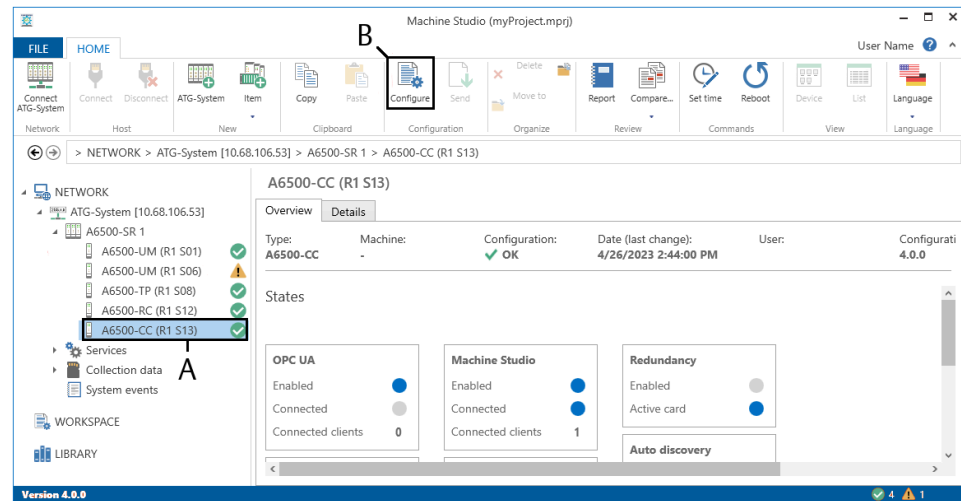 Machine Studio (myProject.mprj)
B
FILE HOME User Name ?
Connect ATG-System
Connect Disconnect ATG-System Item Copy Paste Configure Send Delete Move to Report Compare... Set time Reboot Device List Language
Network Host New Clipboard Configuration Organize Review Commands View Language
> NETWORK > ATG-System [10.68.106.53] > A6500-SR 1 > A6500-CC (R1 S13)
NETWORK
ATG-System [10.68.106.53]
A6500-SR 1
A6500-UM (R1 S01)
A6500-UM (R1 S06)
A6500-TP (R1 S08)
A6500-RC (R1 S12)
A6500-CC (R1 S13)
A
Services
Collection data
System events
WORKSPACE
LIBRARY
A6500-CC (R1 S13)
Overview Details
Type: Machine: Configuration: Date (last change): User: Configurati
A6500-CC - OK 4/26/2023 2:44:00 PM 4.0.0
States
OPC UA
Enabled
Connected
Connected clients 0
Machine Studio
Enabled
Connected
Connected clients 1
Redundancy
Enabled
Active card
Auto discovery
Version 4.0.0 4 1